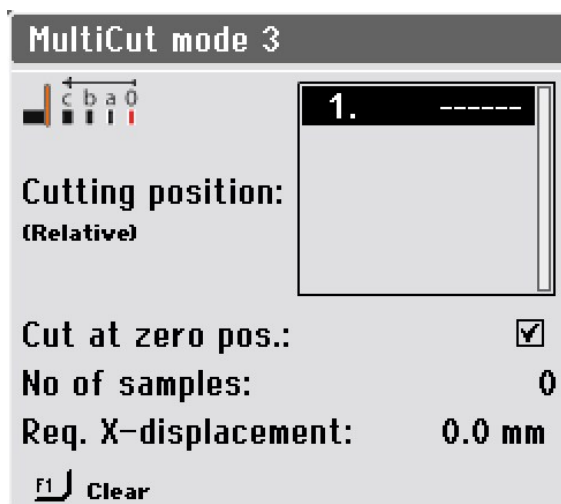 MultiCut mode 3
c b a 0
1. ------
Cutting position:
(Relative)
Cut at zero pos.:
No of samples: 0
Req. X-displacement: 0.0 mm
F1 Clear